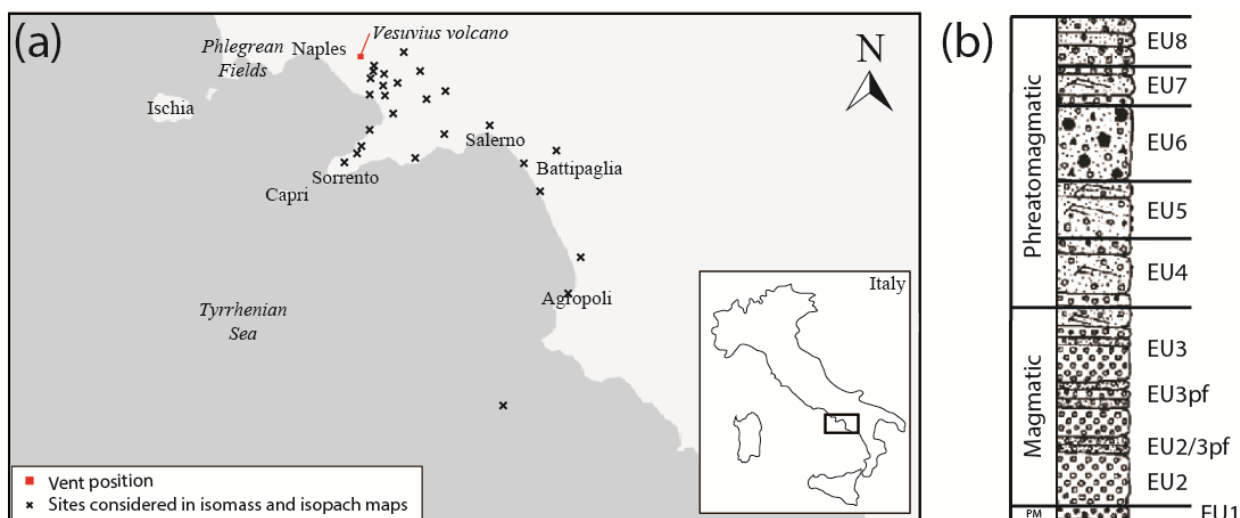 (a)
Vesuvius volcano
Phlegrean
Fields
Naples
N
Ischia
Salerno
Battipaglia
Sorrento
Capri
Agropoli
Tyrrhenian
Sea
Italy
Vent position
Sites considered in isomass and isopach maps
(b)
Phreatomagmatic
EU8
EU7
EU6
EU5
EU4
Magmatic
EU3
EU3pf
EU2/3pf
EU2
PM
EU1